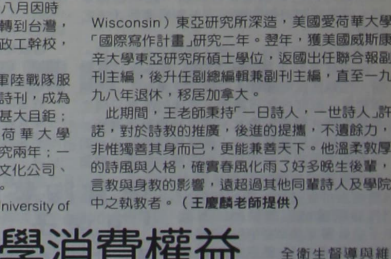 八月因時
轉到台灣,
政工幹校,
軍陸戰隊服
詩刊,成為
甚大且鉅;
荷華大學
究兩年;一
文化公司、
niversity of
Wisconsin)東亞研究所深造,美國愛荷華大學
「國際寫作計畫」研究二年。翌年,獲美國威斯康
辛大學東亞研究所碩士學位,返國出任聯合報副
刊主編,後升任副總編輯兼副刊主編,直至一九
九八年退休,移居加拿大。
此期間,王老師秉持「一日詩人,一世詩人」許
諾,對於詩教的推廣,後進的提攜,不遺餘力,
非惟獨善其身而已,更能兼善天下。他溫柔敦厚
的詩風與人格,確實春風化雨了好多晚生後輩,
言教與身教的影響,遠超過其他同輩詩人及學院
中之執教者。(王慶麟老師提供)
學消費權益
全衛生督導與維